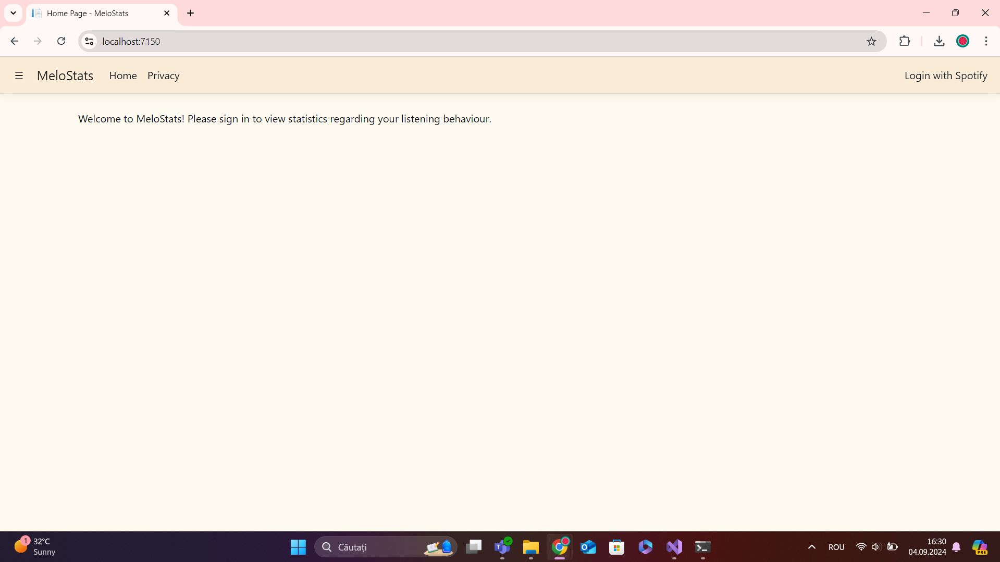 Home Page - MeloStats
localhost:7150
☰ MeloStats Home Privacy Login with Spotify
Welcome to MeloStats! Please sign in to view statistics regarding your listening behaviour.
1
32°C
Sunny
Căutați
ROU
16:30
04.09.2024
PRE